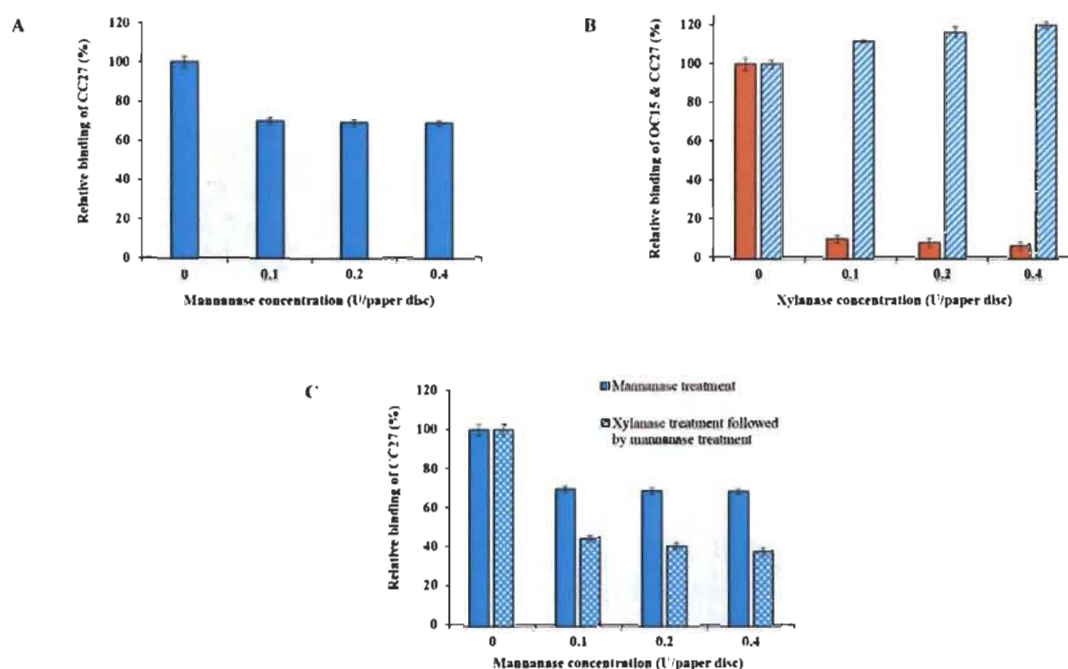 A
Relative binding of CC27 (%)
120
100
80
60
40
20
0
0 0.1 0.2 0.4
Mannanase concentration (U/paper disc)
B
Relative binding of OC15 & CC27 (%)
120
100
80
60
40
20
0
0 0.1 0.2 0.4
Xylanase concentration (U/paper disc)
C
Relative binding of CC27 (%)
120
100
80
60
40
20
0
Mannanase treatment
Xylanase treatment followed
by mannanase treatment
0 0.1 0.2 0.4
Mannanase concentration (U/paper disc)